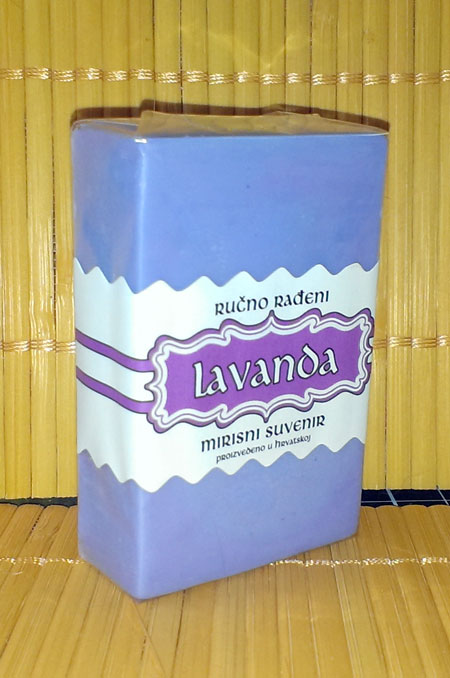 RUČNO RAĐENI
LAVANDA
MIRISNI SUVENIR
PROIZVEDENO U HRVATSKOJ